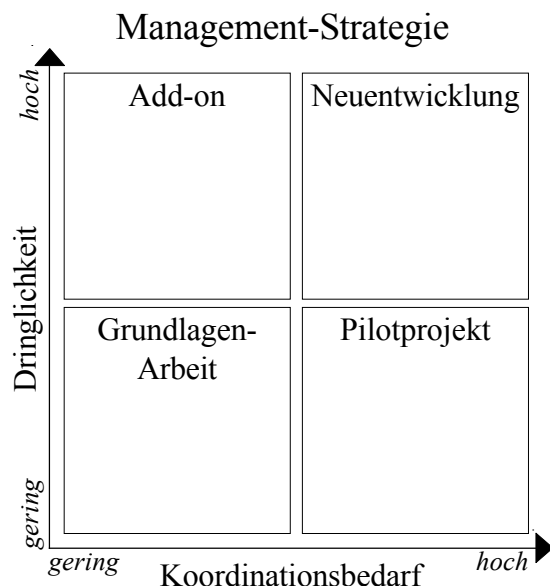 Management-Strategie
hoch
Add-on
Neuentwicklung
Dringlichkeit
Grundlagen-
Arbeit
Pilotprojekt
gering
gering
hoch
Koordinationsbedarf